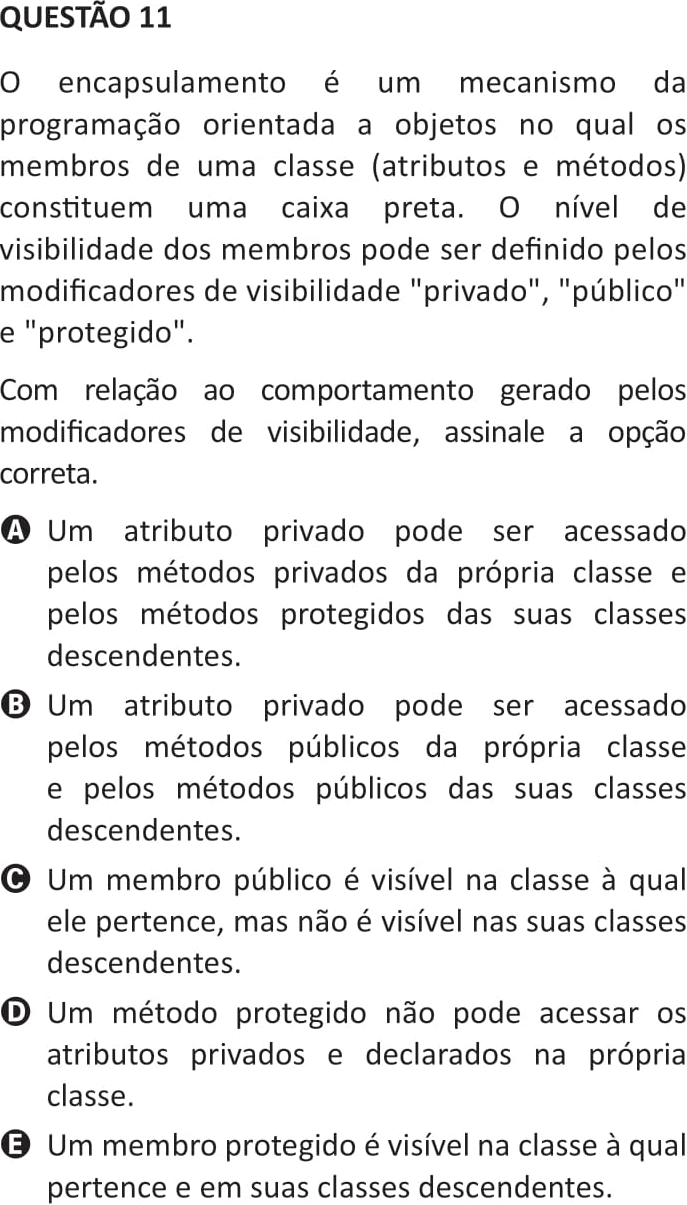 QUESTÃO 11
O encapsulamento é um mecanismo da
programação orientada a objetos no qual os
membros de uma classe (atributos e métodos)
constituem uma caixa preta. O nível de
visibilidade dos membros pode ser definido pelos
modificadores de visibilidade "privado", "público"
e "protegido".
Com relação ao comportamento gerado pelos
modificadores de visibilidade, assinale a opção
correta.
A Um atributo privado pode ser acessado
pelos métodos privados da própria classe e
pelos métodos protegidos das suas classes
descendentes.
B Um atributo privado pode ser acessado
pelos métodos públicos da própria classe
e pelos métodos públicos das suas classes
descendentes.
C Um membro público é visível na classe à qual
ele pertence, mas não é visível nas suas classes
descendentes.
D Um método protegido não pode acessar os
atributos privados e declarados na própria
classe.
E Um membro protegido é visível na classe à qual
pertence e em suas classes descendentes.